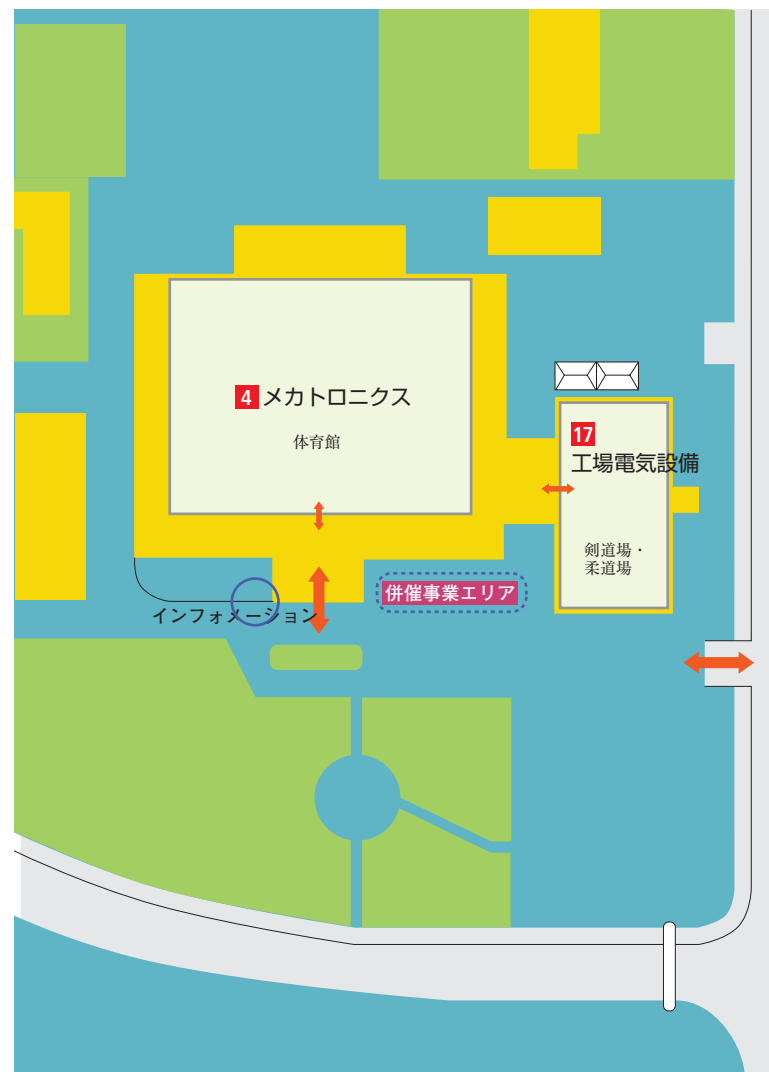 4 メカトロニクス
体育館
17
工場電気設備
剣道場・
柔道場
併催事業エリア
インフォメーション